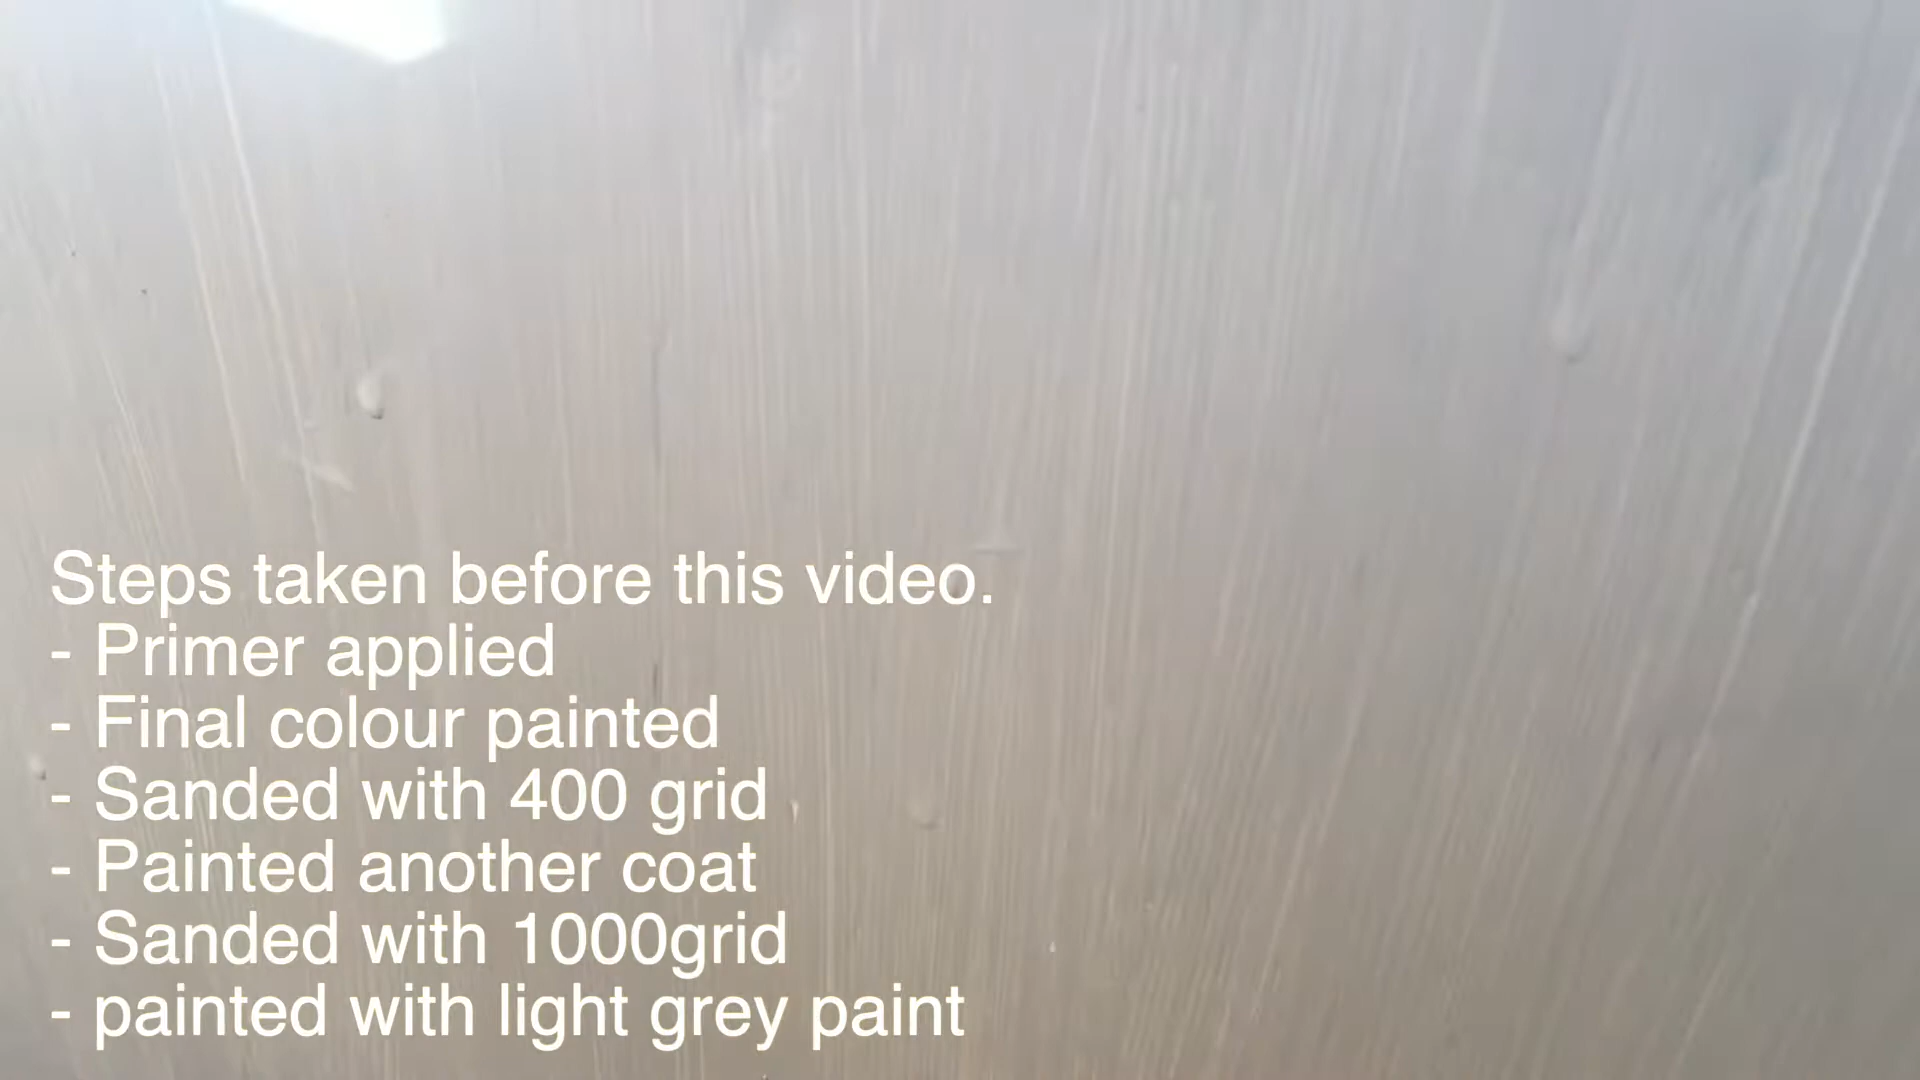 Steps taken before this video.
- Primer applied
- Final colour painted
- Sanded with 400 grid
- Painted another coat
- Sanded with 1000grid
- painted with light grey paint